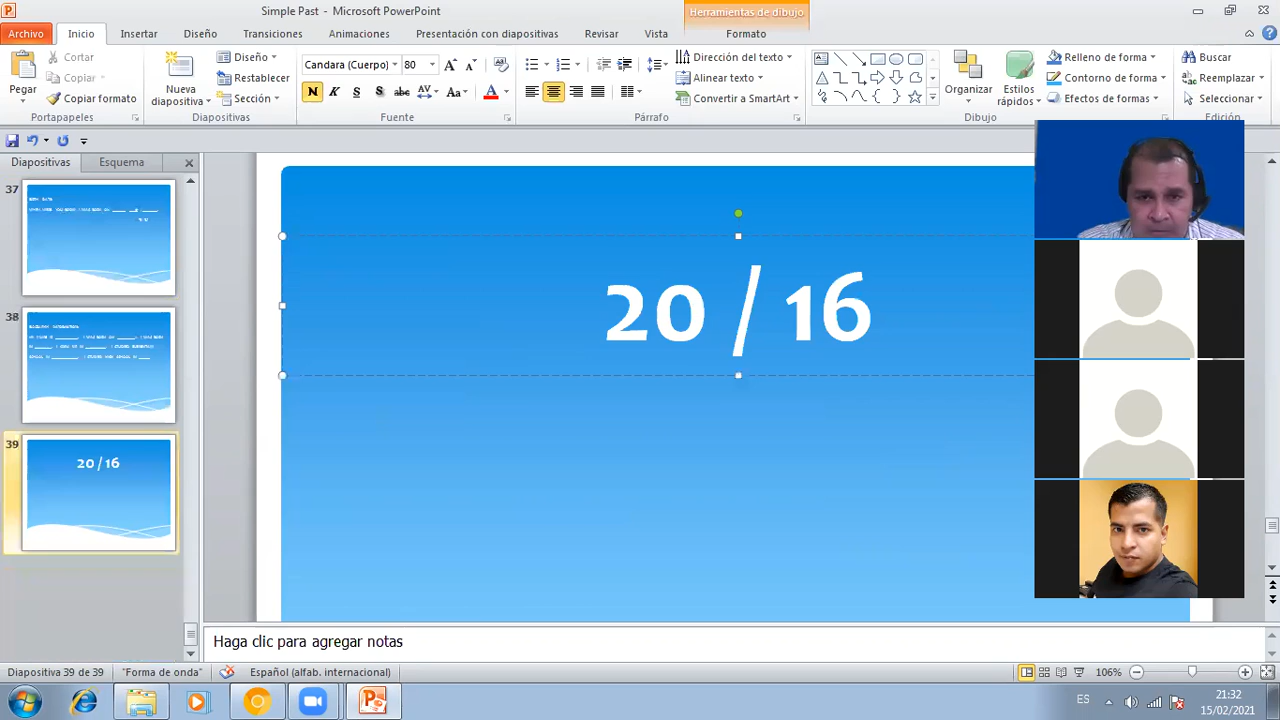 Simple Past - Microsoft PowerPoint
Herramientas de dibujo
Archivo Inicio Insertar Diseño Transiciones Animaciones Presentación con diapositivas Revisar Vista Formato
Pegar
Cortar
Copiar
Copiar formato
Portapapeles
Nueva
diapositiva
Diseño
Restablecer
Sección
Diapositivas
Candara (Cuerpo) 80
N K S S abc AV Aa A
Fuente
Dirección del texto
Alinear texto
Convertir a SmartArt
Párrafo
Organizar
Estilos
rápidos
Relleno de forma
Contorno de forma
Efectos de formas
Dibujo
Buscar
Reemplazar
Seleccionar
Edición
Diapositivas Esquema
37
38
39
20 / 16
20 / 16
Haga clic para agregar notas
Diapositiva 39 de 39 "Forma de onda" Español (alfab. internacional) 106%
ES
21:32
15/02/2021